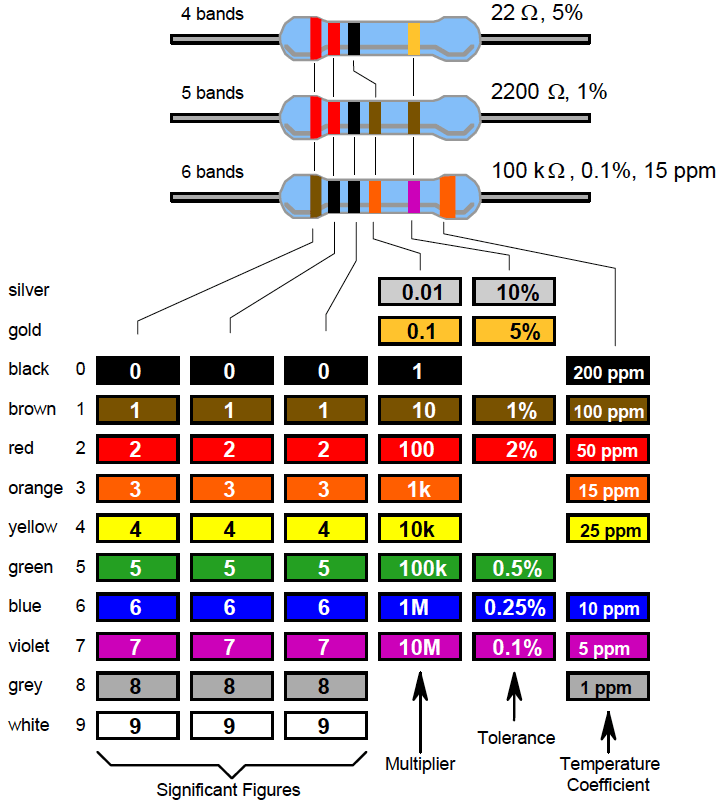 4 bands 22 Ω, 5%
5 bands 2200 Ω, 1%
6 bands 100 kΩ, 0.1%, 15 ppm
silver 0.01 10%
gold 0.1 5%
black 0 0 0 0 1 200 ppm
brown 1 1 1 1 10 1% 100 ppm
red 2 2 2 2 100 2% 50 ppm
orange 3 3 3 3 1k 15 ppm
yellow 4 4 4 4 10k 25 ppm
green 5 5 5 5 100k 0.5%
blue 6 6 6 6 1M 0.25% 10 ppm
violet 7 7 7 7 10M 0.1% 5 ppm
grey 8 8 8 8 1 ppm
white 9 9 9 9
Significant Figures
Multiplier
Tolerance
Temperature
Coefficient